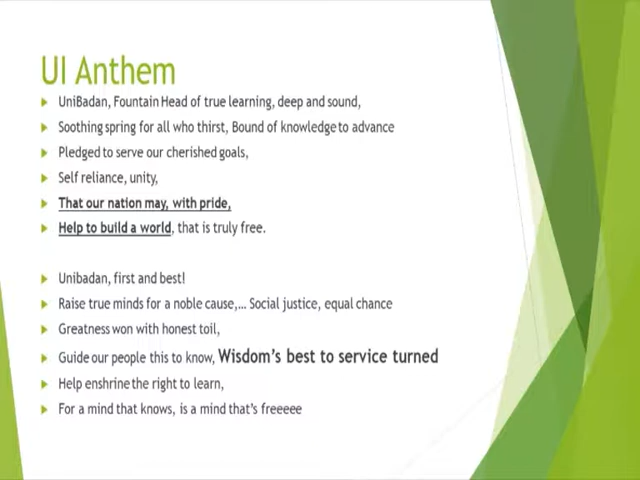 UI Anthem
UniBadan, Fountain Head of true learning, deep and sound,
Soothing spring for all who thirst, Bound of knowledge to advance
Pledged to serve our cherished goals,
Self reliance, unity,
That our nation may, with pride,
Help to build a world, that is truly free.
Unibadan, first and best!
Raise true minds for a noble cause,… Social justice, equal chance
Greatness won with honest toil,
Guide our people this to know, Wisdom's best to service turned
Help enshrine the right to learn,
For a mind that knows, is a mind that's freeeee